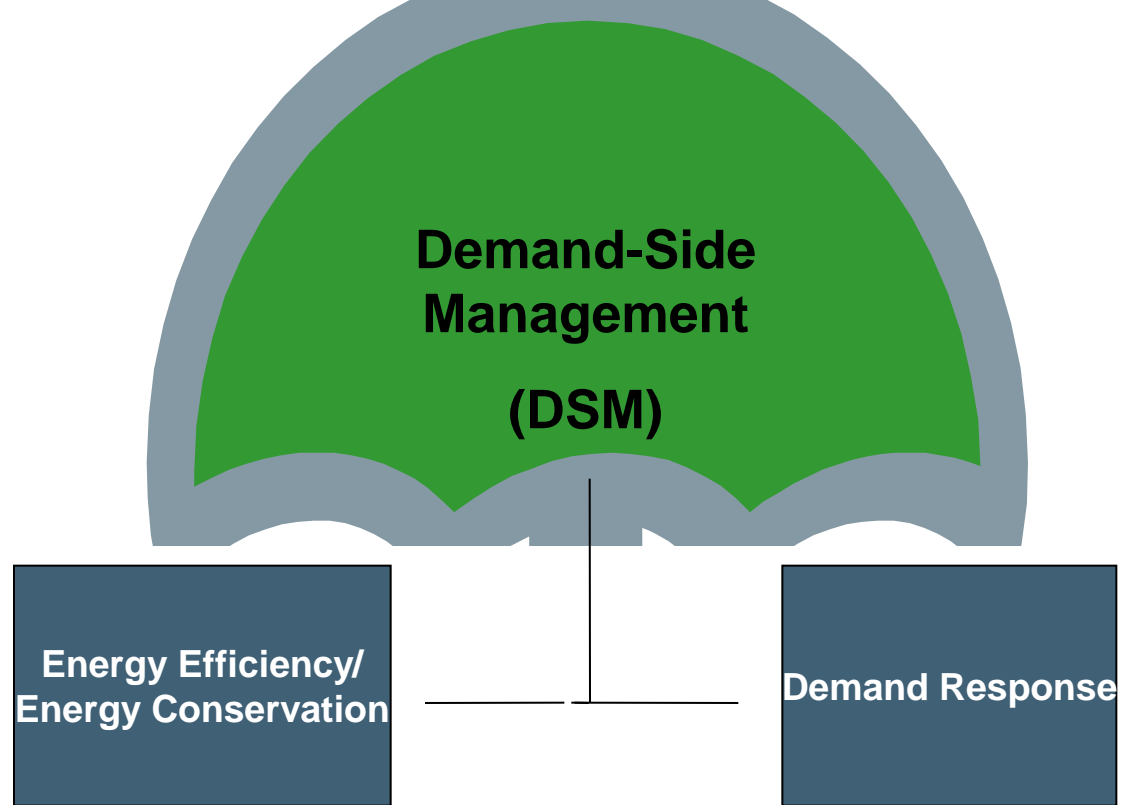 Demand-Side
Management
(DSM)
Energy Efficiency/
Energy Conservation
Demand Response